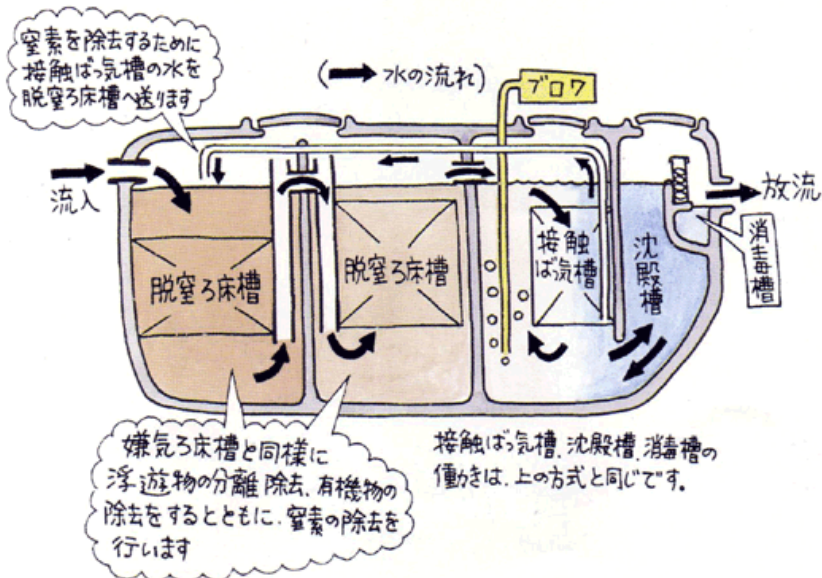 窒素を除去するために
接触ばっ気槽の水を
脱窒ろ床槽へ送ります
(→水の流れ)
ブロワ
流入
放流
脱窒ろ床槽
脱窒ろ床槽
接触
ばっ気槽
沈殿槽
消毒槽
嫌気ろ床槽と同様に
浮遊物の分離除去、有機物の
除去をするとともに、窒素の除去を
行います
接触ばっ気槽、沈殿槽、消毒槽の
働きは、上の方式と同じです。